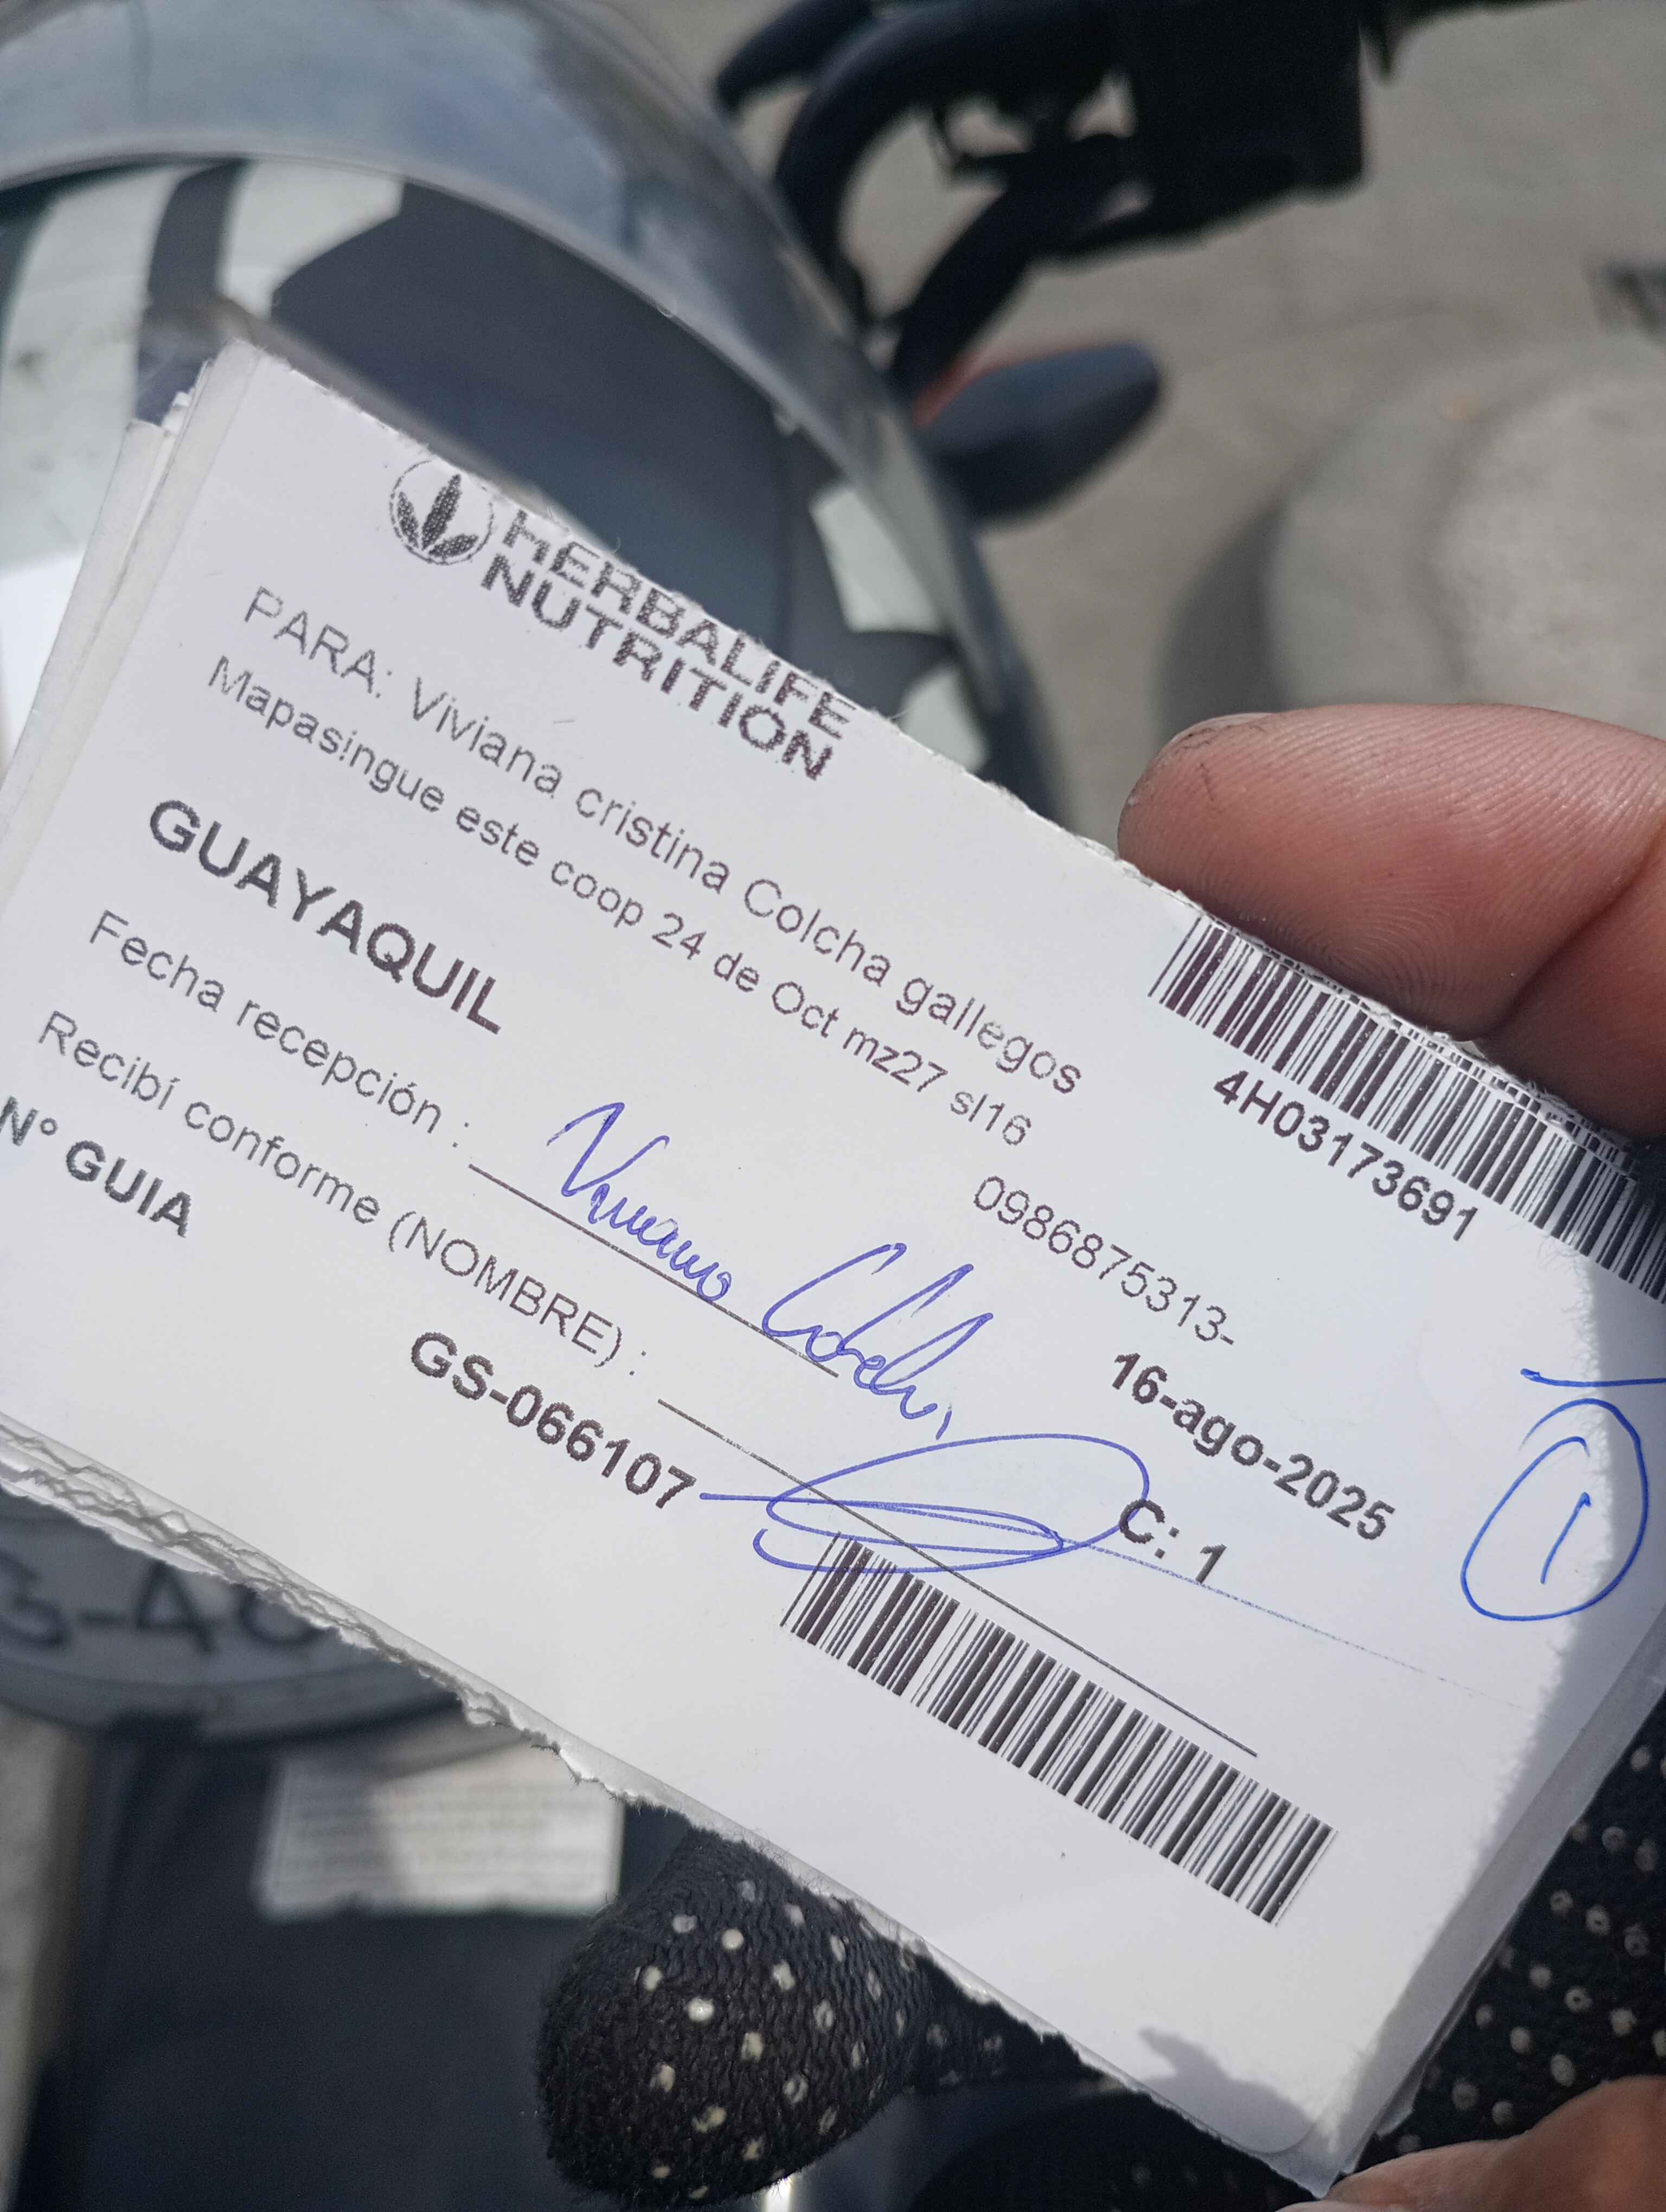 HERBALIFE
NUTRITION
4H03173691
PARA: Viviana cristina Colcha gallegos
Mapasingue este coop 24 de Oct mz27 sl16
0986875313-
GUAYAQUIL
16-ago-2025
Fecha recepción :
Recibí conforme (NOMBRE) :
C: 1
1
N° GUIA
GS-066107